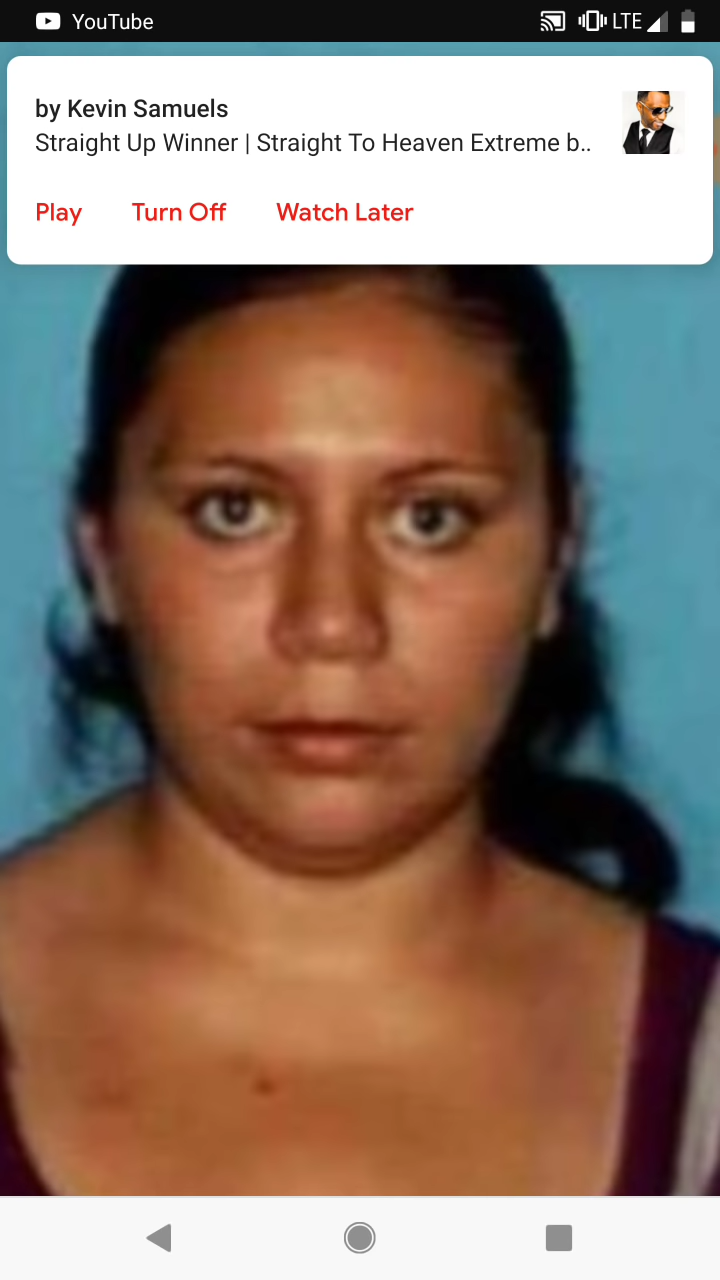 YouTube
LTE
by Kevin Samuels
Straight Up Winner | Straight To Heaven Extreme b..
Play Turn Off Watch Later